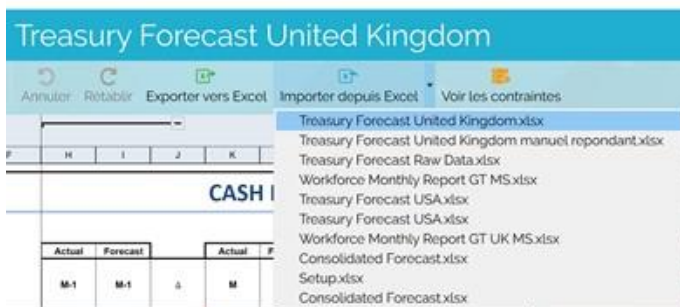 Treasury Forecast United Kingdom
Annuler Rétablir Exporter vers Excel Importer depuis Excel Voir les contraintes
Treasury Forecast United Kingdom.xlsx
Treasury Forecast United Kingdom manuel repondant.xlsx
Treasury Forecast Raw Data.xlsx
Workforce Monthly Report GT MS.xlsx
Treasury Forecast USA.xlsx
Treasury Forecast USA.xlsx
Workforce Monthly Report GT UK MS.xlsx
Consolidated Forecast.xlsx
Setup.xlsx
Consolidated Forecast.xlsx
H I J K
CASH
Actual Forecast Actual
M-1 M-1 Δ M